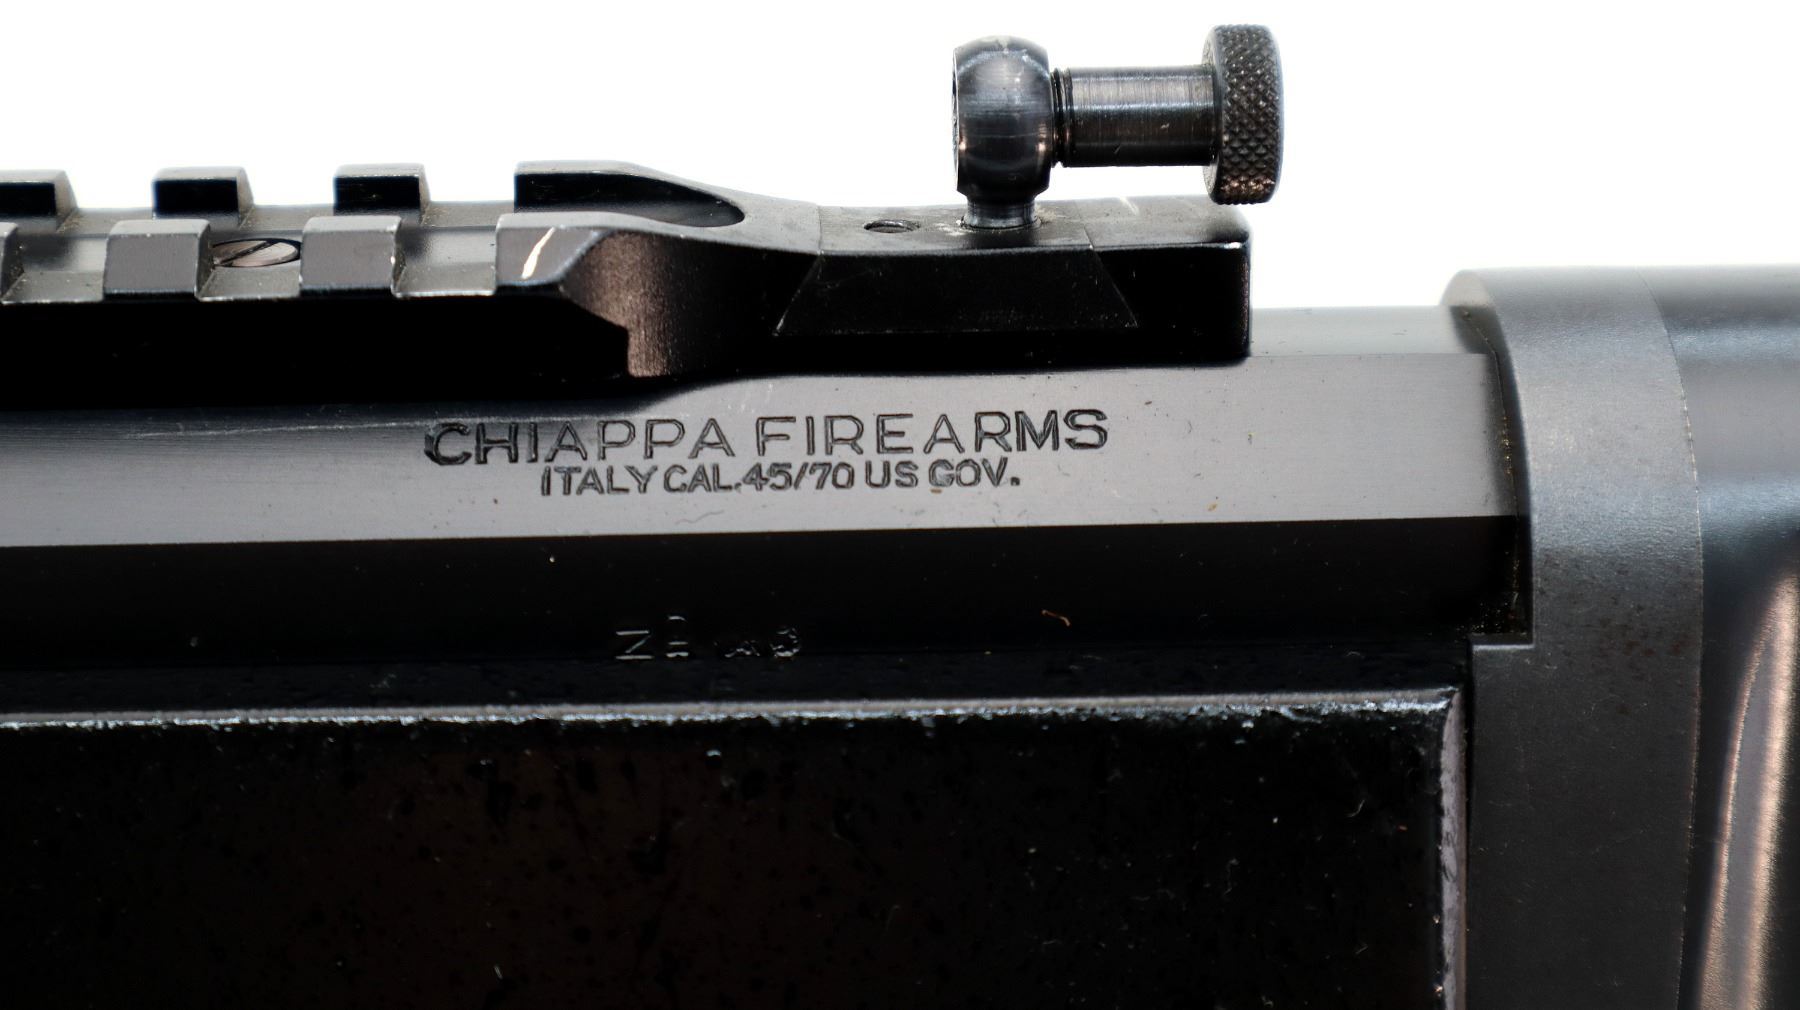 CHIAPPA FIREARMS
ITALY CAL.45/70 US GOV.